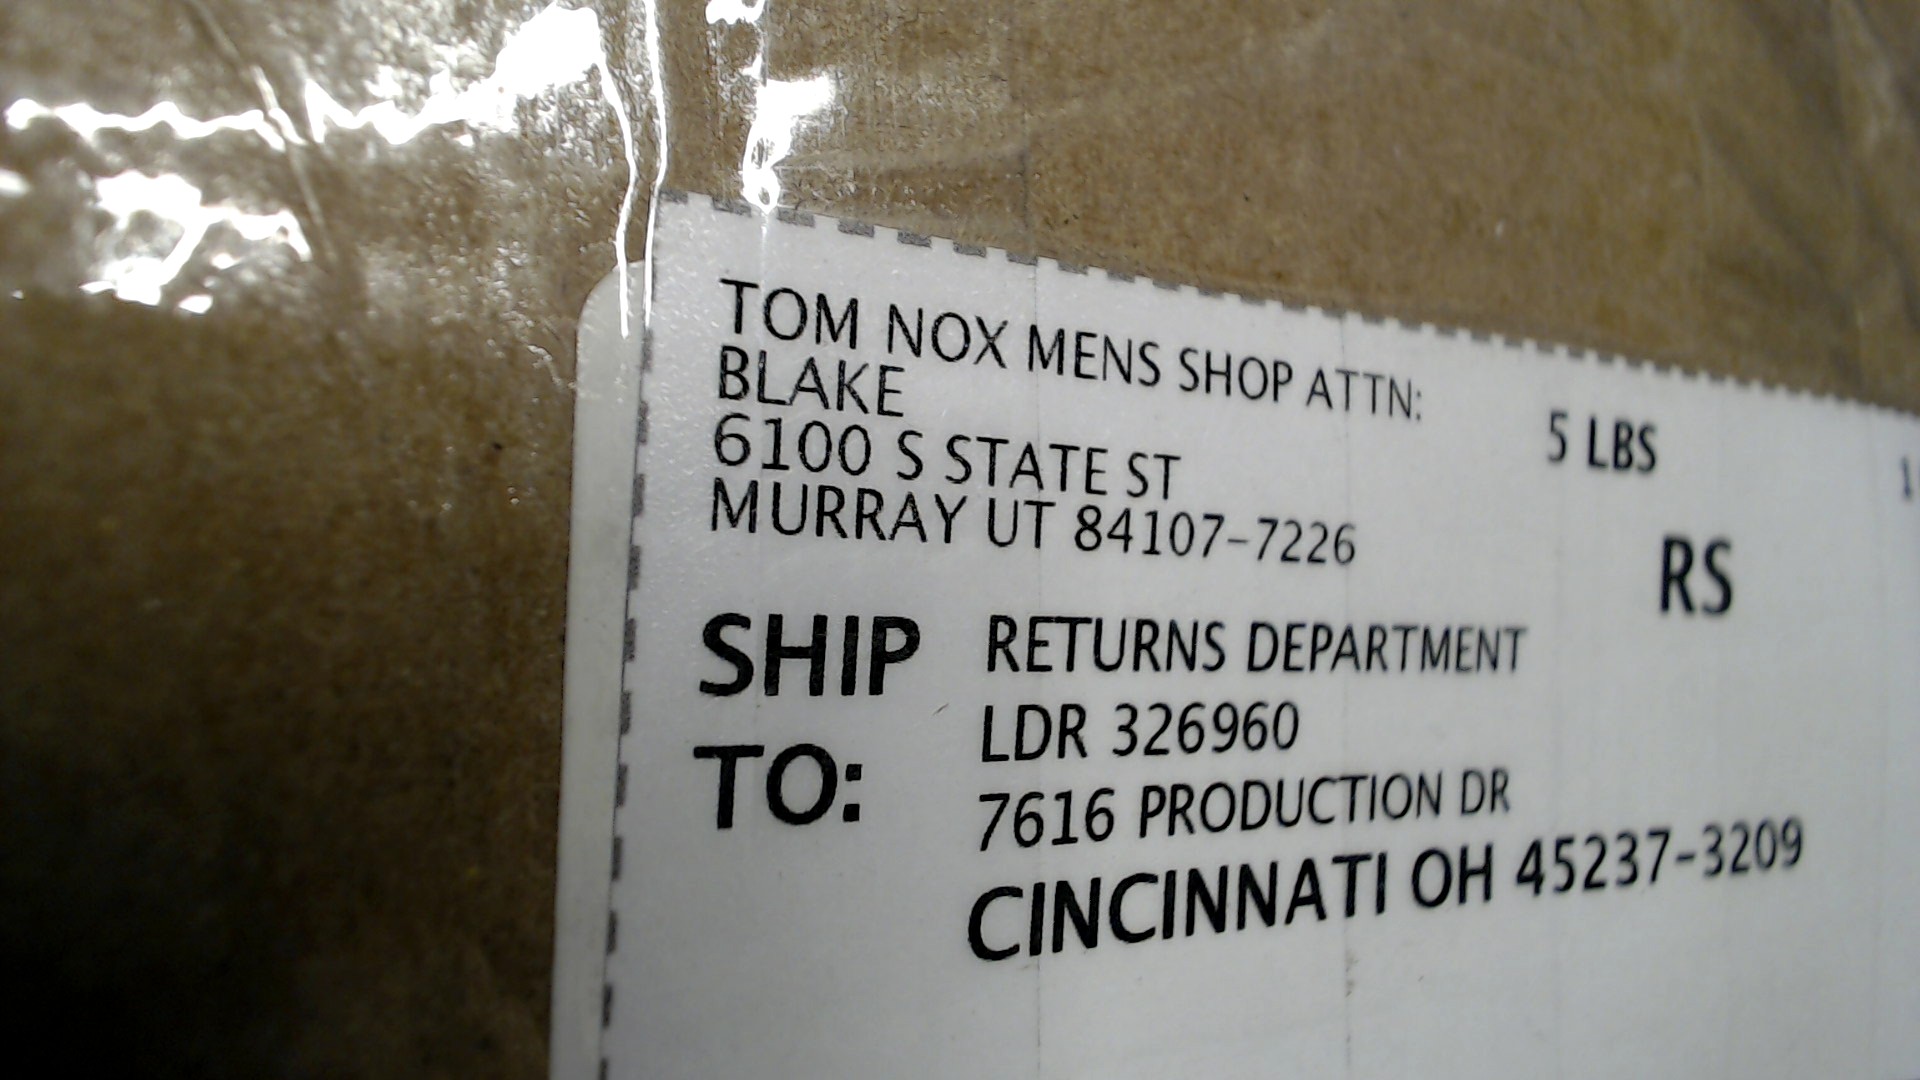 TOM NOX MENS SHOP ATTN:
BLAKE
6100 S STATE ST
MURRAY UT 84107-7226
5 LBS
RS
SHIP
TO:
RETURNS DEPARTMENT
LDR 326960
7616 PRODUCTION DR
CINCINNATI OH 45237-3209